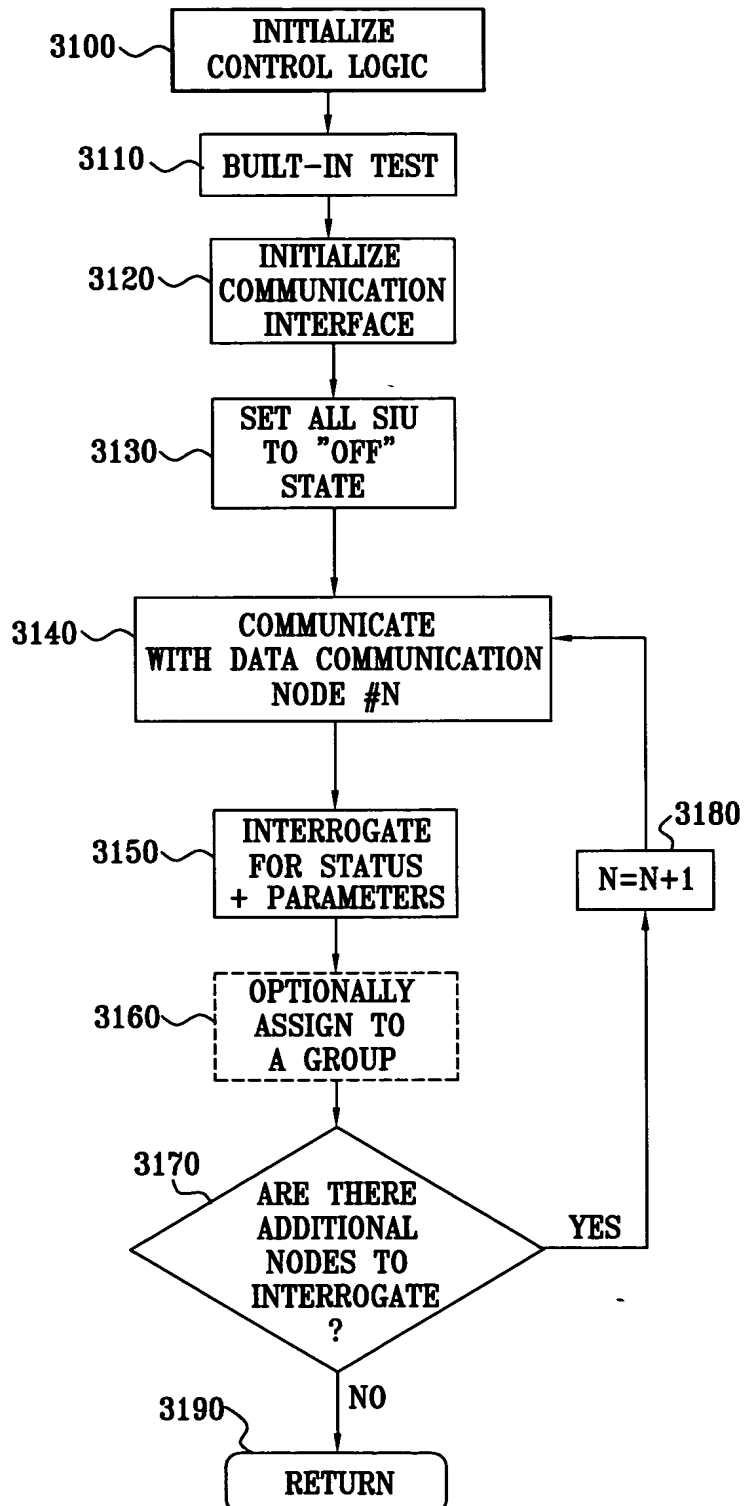 3100
INITIALIZE
CONTROL LOGIC
3110
BUILT-IN TEST
3120
INITIALIZE
COMMUNICATION
INTERFACE
3130
SET ALL SIU
TO "OFF"
STATE
3140
COMMUNICATE
WITH DATA COMMUNICATION
NODE #N
3150
INTERROGATE
FOR STATUS
+ PARAMETERS
3180
N=N+1
3160
OPTIONALLY
ASSIGN TO
A GROUP
3170
ARE THERE
ADDITIONAL
NODES TO
INTERROGATE
?
YES
NO
3190
RETURN